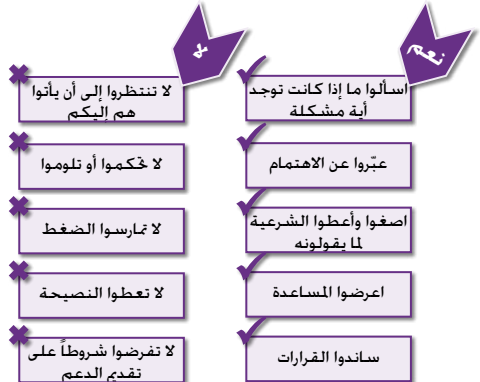 نعم
اسألوا ما إذا كانت توجد
أية مشكلة
عبّروا عن الاهتمام
اصغوا وأعطوا الشرعية
لما يقولونه
اعرضوا المساعدة
ساندوا القرارات
لا
لا تنتظروا إلى أن يأتوا
هم إليكم
لا تحكموا أو تلوموا
لا تمارسوا الضغط
لا تعطوا النصيحة
لا تفرضوا شروطاً على
تقديم الدعم